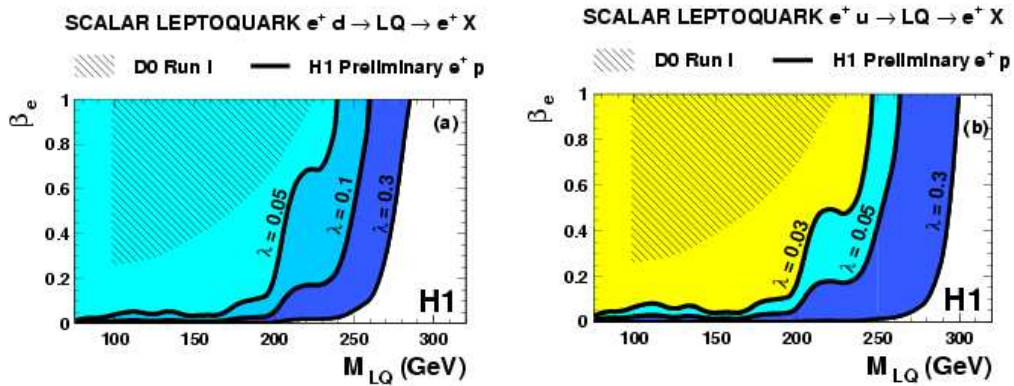 SCALAR LEPTOQUARK e⁺ d → LQ → e⁺ X
D0 Run I
H1 Preliminary e⁺ p
β_e
1
0.8
0.6
0.4
0.2
0
(a)
λ = 0.05
λ = 0.1
λ = 0.3
H1
100 150 200 250 300
M_LQ (GeV)
SCALAR LEPTOQUARK e⁺ u → LQ → e⁺ X
D0 Run I
H1 Preliminary e⁺ p
β_e
1
0.8
0.6
0.4
0.2
0
(b)
λ = 0.03
λ = 0.05
λ = 0.3
H1
100 150 200 250 300
M_LQ (GeV)